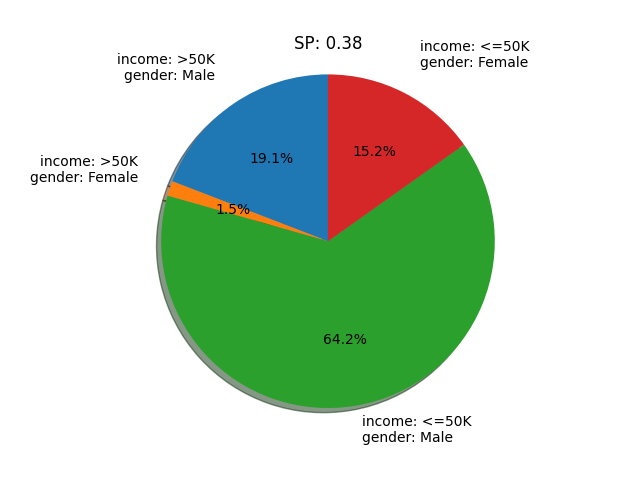 SP: 0.38
income: >50K
gender: Male
income: <=50K
gender: Female
19.1%
15.2%
income: >50K
gender: Female
1.5%
64.2%
income: <=50K
gender: Male